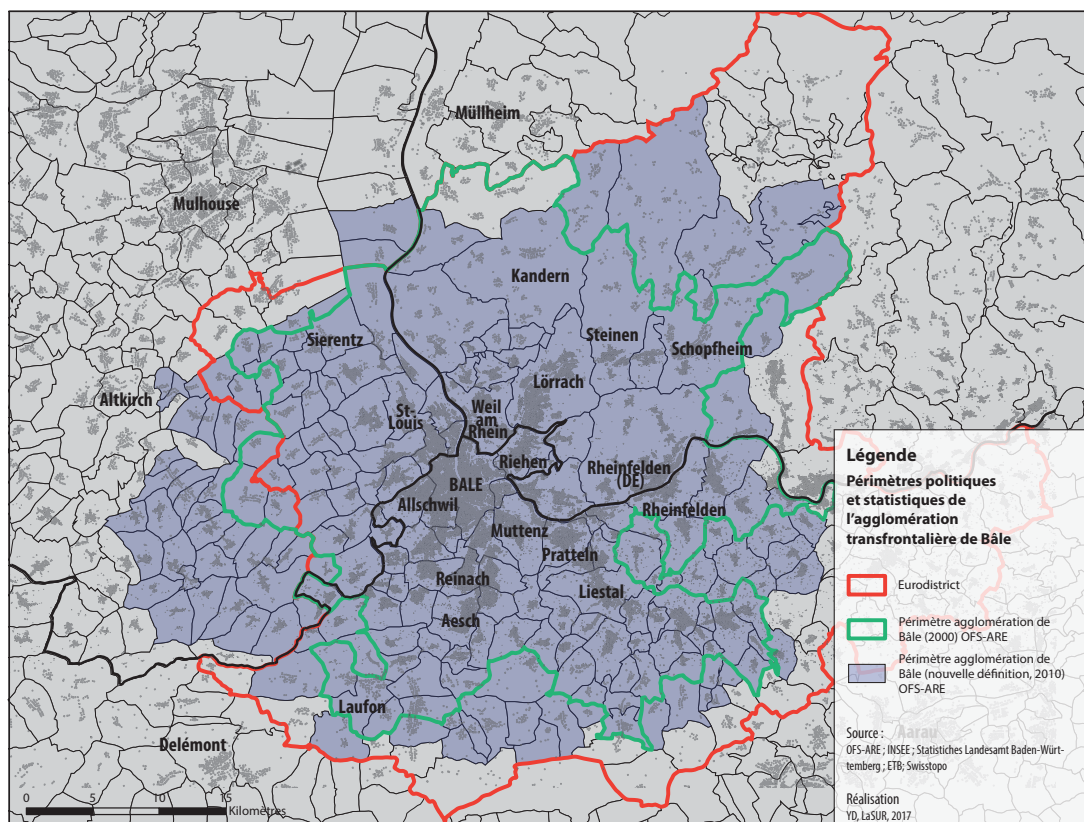 Müllheim
Mulhouse
Kandern
Sierentz
Steinen
Schopfheim
Altkirch
Lörrach
St-
Louis
Weil
am
Rhein
Riehen
Rheinfelden
(DE)
BALE
Allschwil
Rheinfelden
Muttenz
Pratteln
Reinach
Liestal
Aesch
Laufon
Delémont
0 5 10 15
Kilomètres
Légende
Périmètres politiques
et statistiques de
l'agglomération
transfrontalière de Bâle
Eurodistrict
Périmètre agglomération de
Bâle (2000) OFS-ARE
Périmètre agglomération de
Bâle (nouvelle définition, 2010)
OFS-ARE
Aarau
Source :
OFS-ARE ; INSEE ; Statistiches Landesamt Baden-Würt-
temberg ; ETB; Swisstopo
Réalisation
YD, LaSUR, 2017